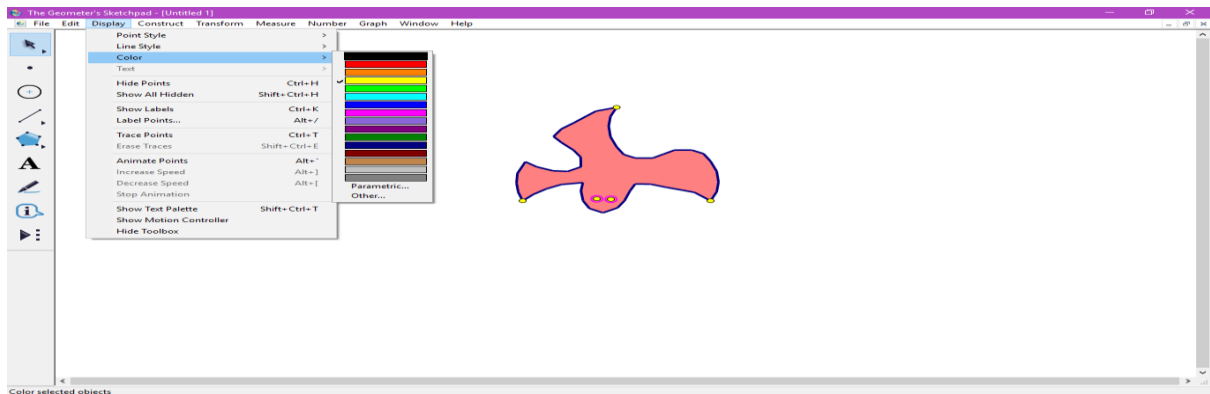 The Geometer's Sketchpad - [Untitled 1]
File Edit Display Construct Transform Measure Number Graph Window Help
Point Style >
Line Style >
Color >
Text >
Hide Points Ctrl+H
Show All Hidden Shift+Ctrl+H
Show Labels Ctrl+K
Label Points... Alt+/
Trace Points Ctrl+T
Erase Traces Shift+Ctrl+E
Animate Points Alt+`
Increase Speed Alt+]
Decrease Speed Alt+[
Stop Animation
Show Text Palette Shift+Ctrl+T
Show Motion Controller
Hide Toolbox
Parametric...
Other...
A
Color selected objects